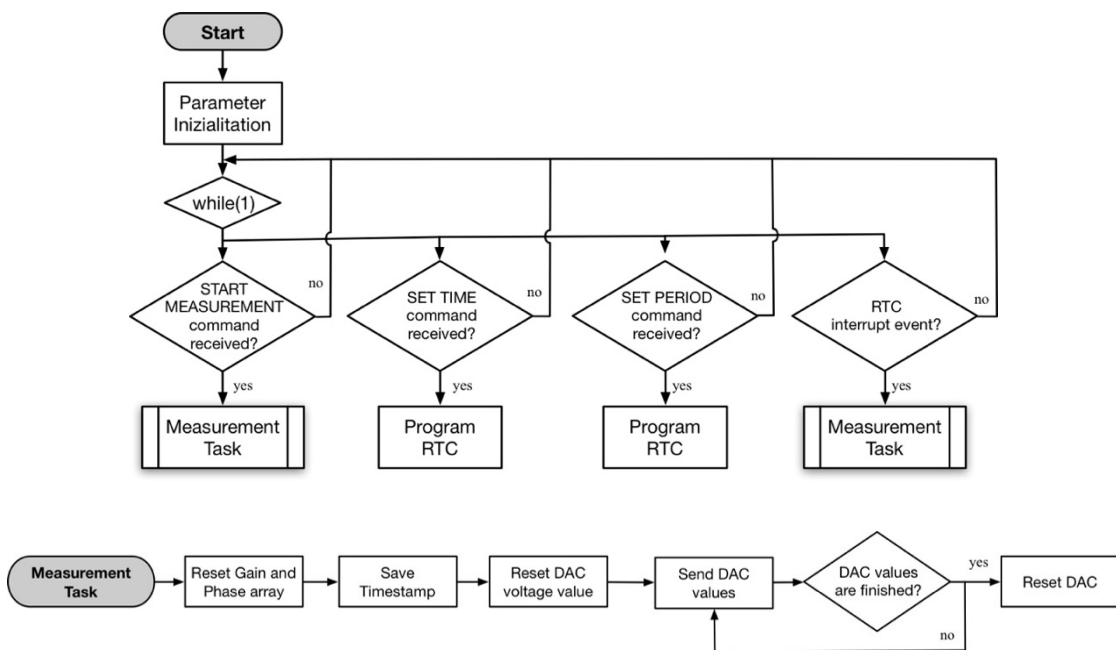 Start
Parameter
Inizialitation
while(1)
START
MEASUREMENT
command
received?
no
SET TIME
command
received?
no
SET PERIOD
command
received?
no
RTC
interrupt event?
no
yes
yes
yes
yes
Measurement
Task
Program
RTC
Program
RTC
Measurement
Task
Measurement
Task
Reset Gain and
Phase array
Save
Timestamp
Reset DAC
voltage value
Send DAC
values
DAC values
are finished?
yes
no
Reset DAC